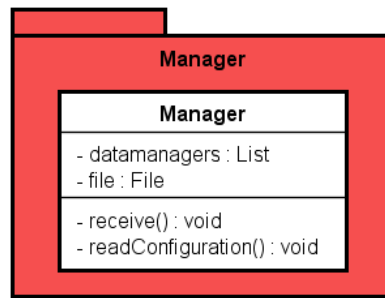 Manager
Manager
- datamanagers : List
- file : File
- receive() : void
- readConfiguration() : void